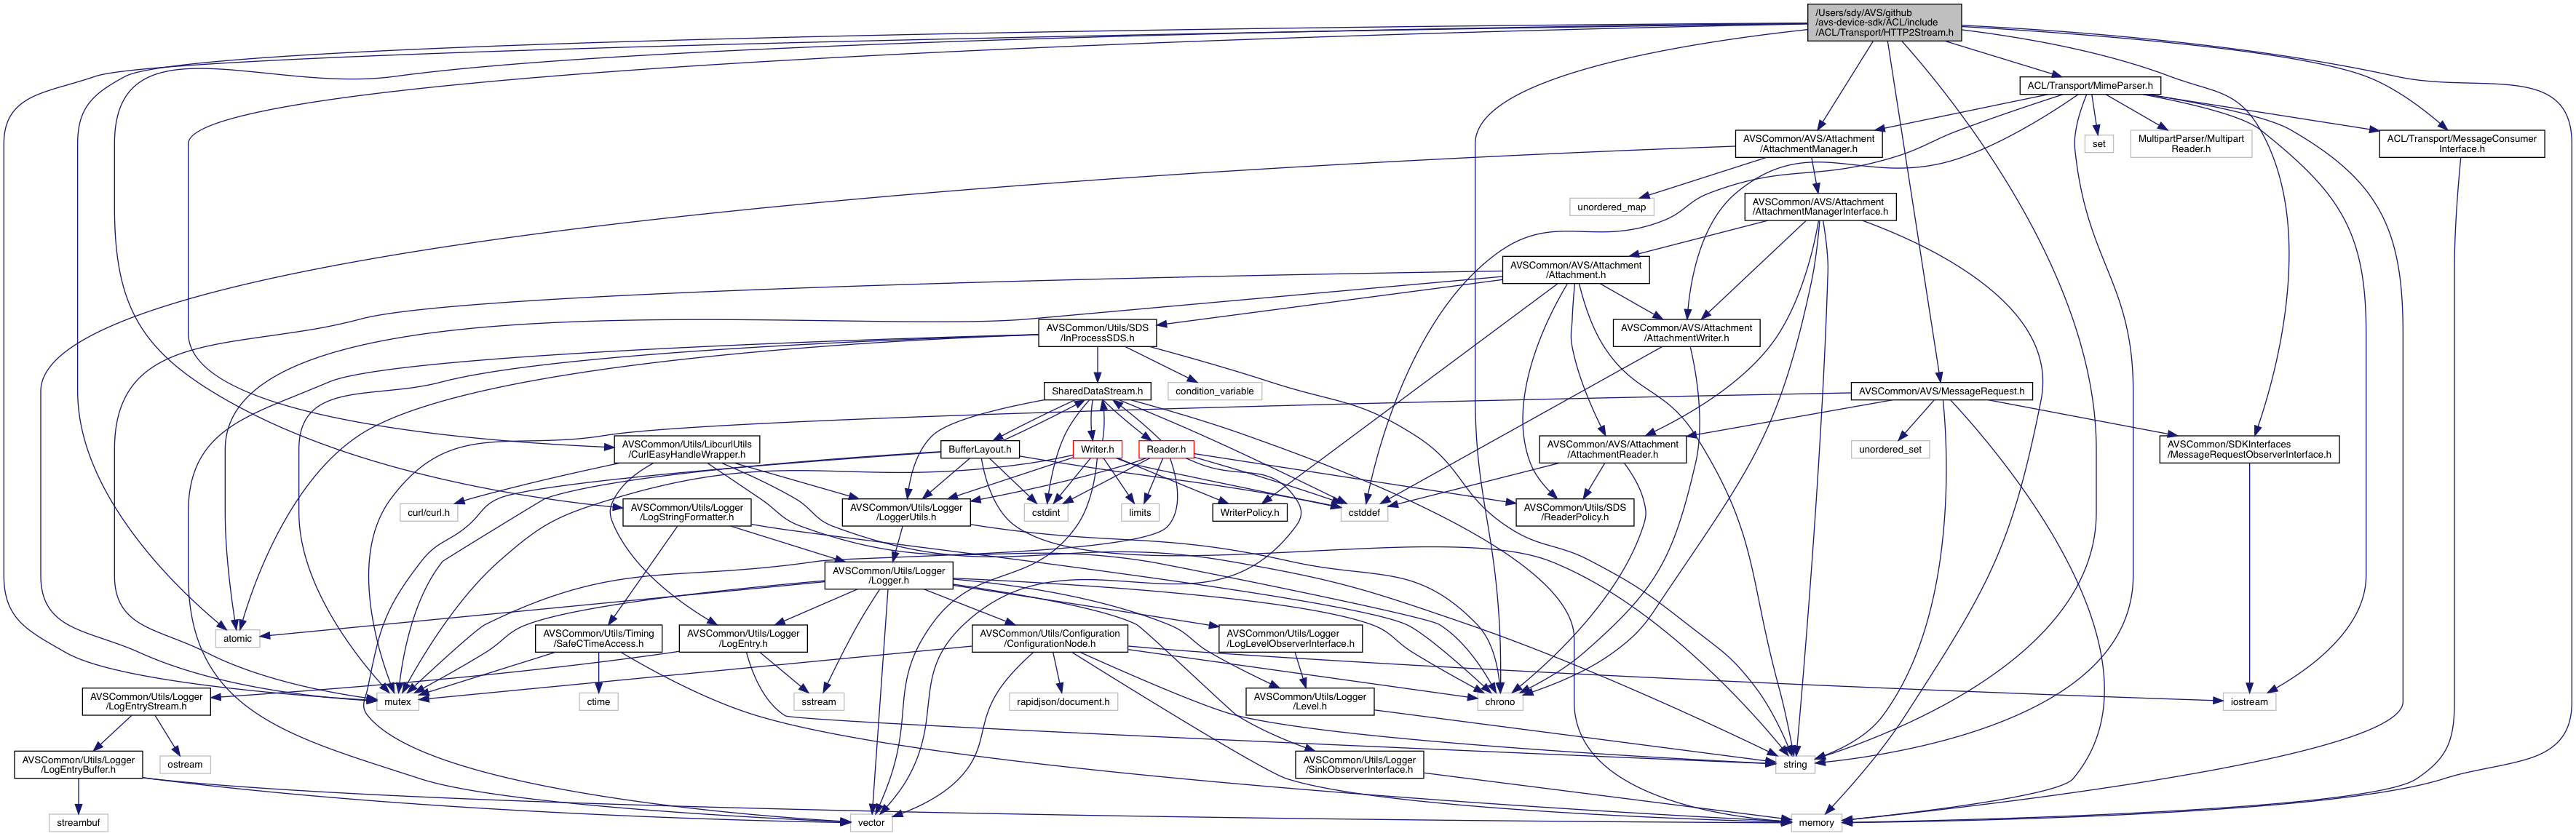 /Users/sdy/AVS/github
/avs-device-sdk/ACL/include
/ACL/Transport/HTTP2Stream.h
ACL/Transport/MimeParser.h
AVSCommon/AVS/Attachment
/AttachmentManager.h
set
MultipartParser/Multipart
Reader.h
ACL/Transport/MessageConsumer
Interface.h
unordered_map
AVSCommon/AVS/Attachment
/AttachmentManagerInterface.h
AVSCommon/AVS/Attachment
/Attachment.h
AVSCommon/Utils/SDS
/InProcessSDS.h
AVSCommon/AVS/Attachment
/AttachmentWriter.h
SharedDataStream.h
condition_variable
AVSCommon/AVS/MessageRequest.h
AVSCommon/Utils/LibcurlUtils
/CurlEasyHandleWrapper.h
BufferLayout.h
Writer.h
Reader.h
AVSCommon/AVS/Attachment
/AttachmentReader.h
unordered_set
AVSCommon/SDKInterfaces
/MessageRequestObserverInterface.h
curl/curl.h
AVSCommon/Utils/Logger
/LogStringFormatter.h
AVSCommon/Utils/Logger
/LoggerUtils.h
cstdint
limits
WriterPolicy.h
cstddef
AVSCommon/Utils/SDS
/ReaderPolicy.h
AVSCommon/Utils/Logger
/Logger.h
atomic
AVSCommon/Utils/Timing
/SafeCTimeAccess.h
AVSCommon/Utils/Logger
/LogEntry.h
AVSCommon/Utils/Configuration
/ConfigurationNode.h
AVSCommon/Utils/Logger
/LogLevelObserverInterface.h
AVSCommon/Utils/Logger
/LogEntryStream.h
mutex
ctime
sstream
rapidjson/document.h
AVSCommon/Utils/Logger
/Level.h
chrono
iostream
AVSCommon/Utils/Logger
/LogEntryBuffer.h
ostream
AVSCommon/Utils/Logger
/SinkObserverInterface.h
string
streambuf
vector
memory